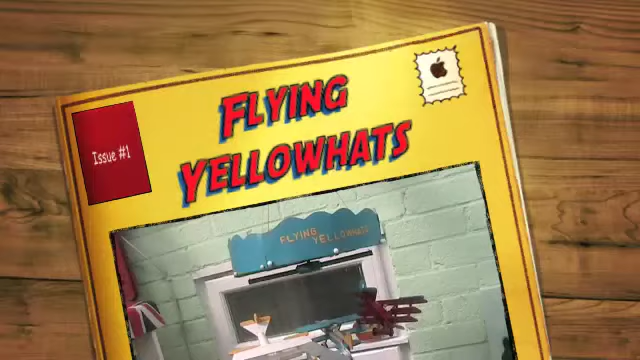 FLYING
YELLOWHATS
Issue #1
FLYING
YELLOWHATS